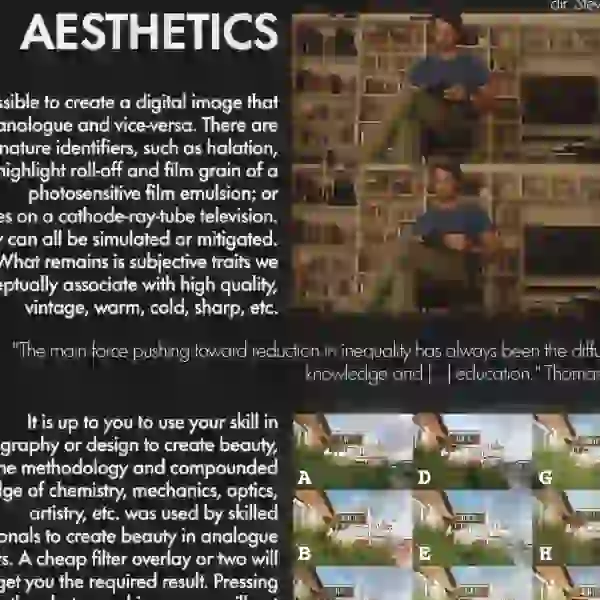 dir. Stev
AESTHETICS
ssible to create a digital image that
analogue and vice-versa. There are
nature identifiers, such as halation,
highlight roll-off and film grain of a
photosensitive film emulsion; or
es on a cathode-ray-tube television.
y can all be simulated or mitigated.
What remains is subjective traits we
eptually associate with high quality,
vintage, warm, cold, sharp, etc.
"The main force pushing toward reduction in inequality has always been the diffu
knowledge and [ ] education." Thomas
It is up to you to use your skill in
graphy or design to create beauty,
he methodology and compounded
dge of chemistry, mechanics, optics,
artistry, etc. was used by skilled
onals to create beauty in analogue
s. A cheap filter overlay or two will
get you the required result. Pressing
A D G
B E H